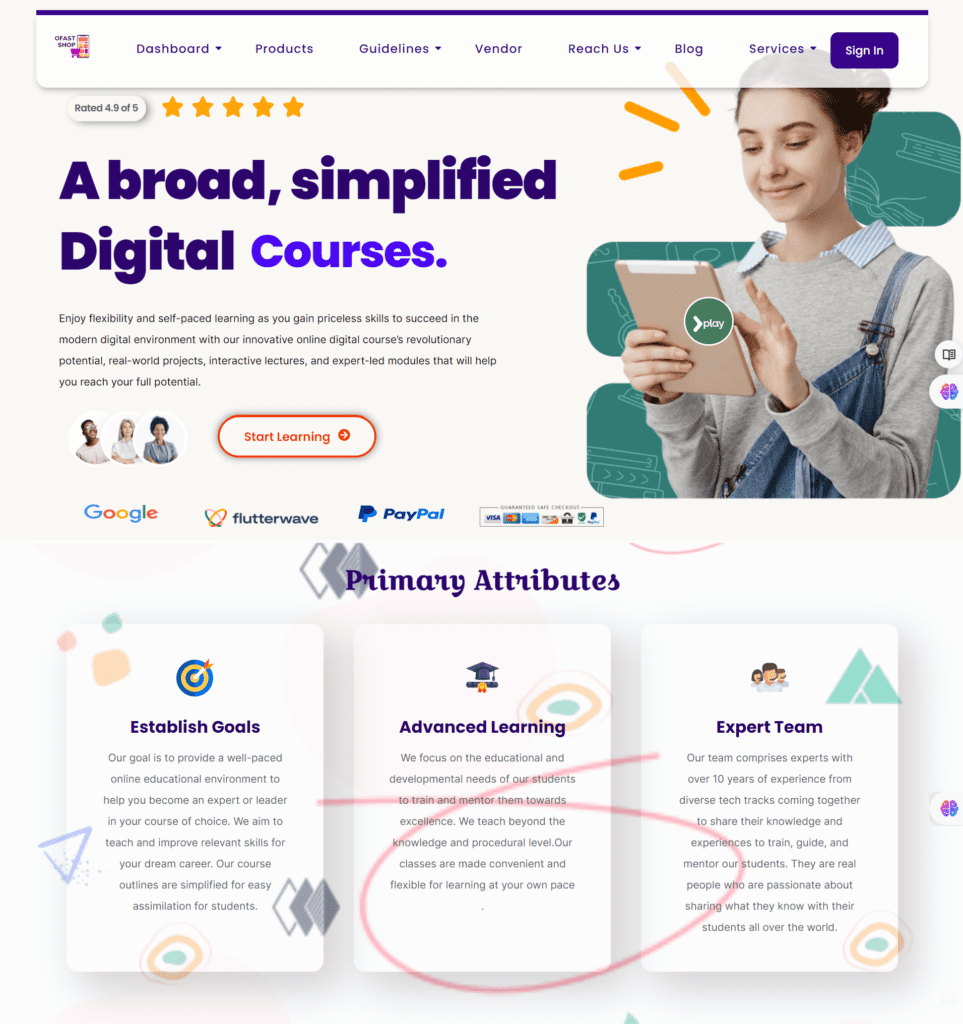 OFAST
SHOP
Dashboard
Products
Guidelines
Vendor
Reach Us
Blog
Services
Sign In
Rated 4.9 of 5
A broad, simplified
Digital Courses.
Enjoy flexibility and self-paced learning as you gain priceless skills to succeed in the
modern digital environment with our innovative online digital course's revolutionary
potential, real-world projects, interactive lectures, and expert-led modules that will help
you reach your full potential.
play
Start Learning
Google
flutterwave
PayPal
GUARANTEED SAFE CHECKOUT
VISA
Primary Attributes
Establish Goals
Our goal is to provide a well-paced
online educational environment to
help you become an expert or leader
in your course of choice. We aim to
teach and improve relevant skills for
your dream career. Our course
outlines are simplified for easy
assimilation for students.
Advanced Learning
We focus on the educational and
developmental needs of our students
to train and mentor them towards
excellence. We teach beyond the
knowledge and procedural level.Our
classes are made convenient and
flexible for learning at your own pace
.
Expert Team
Our team comprises experts with
over 10 years of experience from
diverse tech tracks coming together
to share their knowledge and
experiences to train, guide, and
mentor our students. They are real
people who are passionate about
sharing what they know with their
students all over the world.